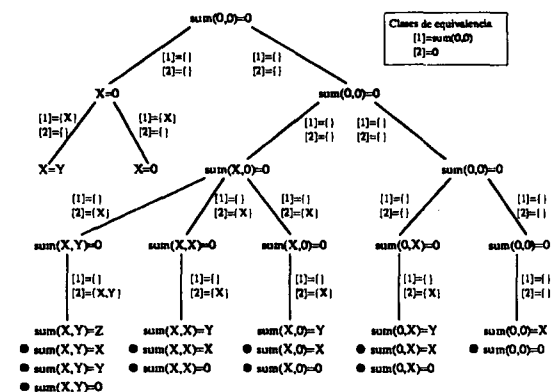 sum(0,0)=0
Clases de equivalencia
[1]=sum(0,0)
[2]=0
[1]={} [1]={}
[2]={} [2]={}
X=0 sum(0,0)=0
[1]={X} [1]={X} [1]={} [1]={}
[2]={} [2]={} [2]={} [2]={}
X=Y X=0 sum(X,0)=0 sum(0,0)=0
[1]={} [1]={} [1]={} [1]={} [1]={}
[2]={X} [2]={X} [2]={X} [2]={} [2]={}
sum(X,Y)=0 sum(X,X)=0 sum(X,0)=0 sum(0,X)=0 sum(0,0)=0
[1]={} [1]={} [1]={} [1]={} [1]={}
[2]={X,Y} [2]={X} [2]={X} [2]={X} [2]={}
sum(X,Y)=Z sum(X,X)=Y sum(X,0)=Y sum(0,X)=Y sum(0,0)=X
● sum(X,Y)=X ● sum(X,X)=X ● sum(X,0)=X ● sum(0,X)=X ● sum(0,0)=0
● sum(X,Y)=Y ● sum(X,X)=0 ● sum(X,0)=0 ● sum(0,X)=0
● sum(X,Y)=0